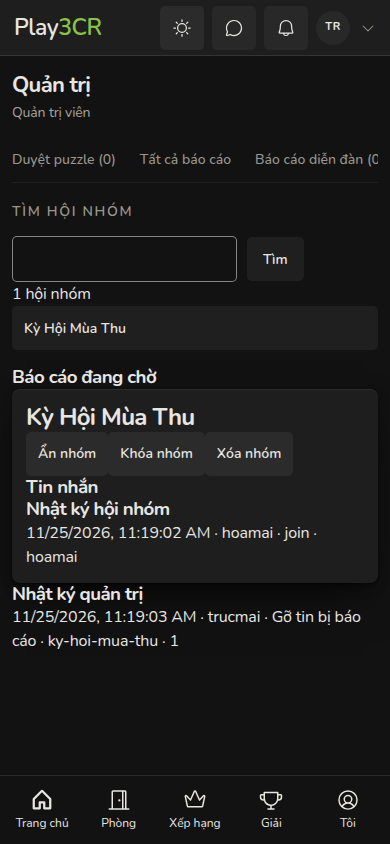 Play3CR
TR
Quản trị
Quản trị viên
Duyệt puzzle (0) Tất cả báo cáo Báo cáo diễn đàn (0
TÌM HỘI NHÓM
Tìm
1 hội nhóm
Kỳ Hội Mùa Thu
Báo cáo đang chờ
Kỳ Hội Mùa Thu
Ẩn nhóm Khóa nhóm Xóa nhóm
Tin nhắn
Nhật ký hội nhóm
11/25/2026, 11:19:02 AM · hoamai · join ·
hoamai
Nhật ký quản trị
11/25/2026, 11:19:03 AM · trucmai · Gỡ tin bị báo
cáo · ky-hoi-mua-thu · 1
Trang chủ Phòng Xếp hạng Giải Tôi